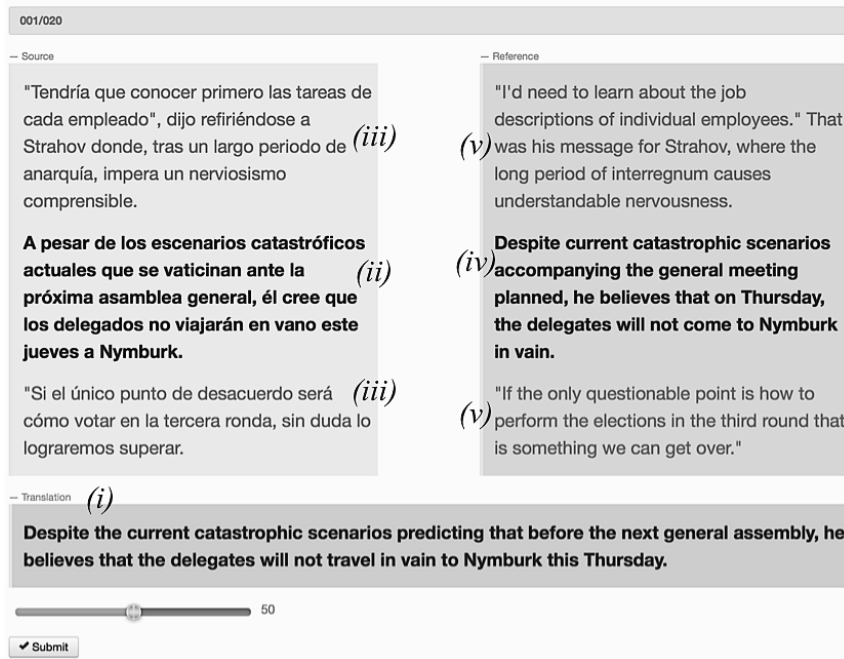 001/020
— Source
"Tendría que conocer primero las tareas de
cada empleado", dijo refiriéndose a
Strahov donde, tras un largo periodo de (iii)
anarquía, impera un nerviosismo
comprensible.
A pesar de los escenarios catastróficos
actuales que se vaticinan ante la (ii)
próxima asamblea general, él cree que
los delegados no viajarán en vano este
jueves a Nymburk.
"Si el único punto de desacuerdo será (iii)
cómo votar en la tercera ronda, sin duda lo
lograremos superar.
— Reference
"I'd need to learn about the job
descriptions of individual employees." That
(v) was his message for Strahov, where the
long period of interregnum causes
understandable nervousness.
Despite current catastrophic scenarios
(iv) accompanying the general meeting
planned, he believes that on Thursday,
the delegates will not come to Nymburk
in vain.
"If the only questionable point is how to
(v) perform the elections in the third round that
is something we can get over."
— Translation (i)
Despite the current catastrophic scenarios predicting that before the next general assembly, he
believes that the delegates will not travel in vain to Nymburk this Thursday.
50
✔ Submit